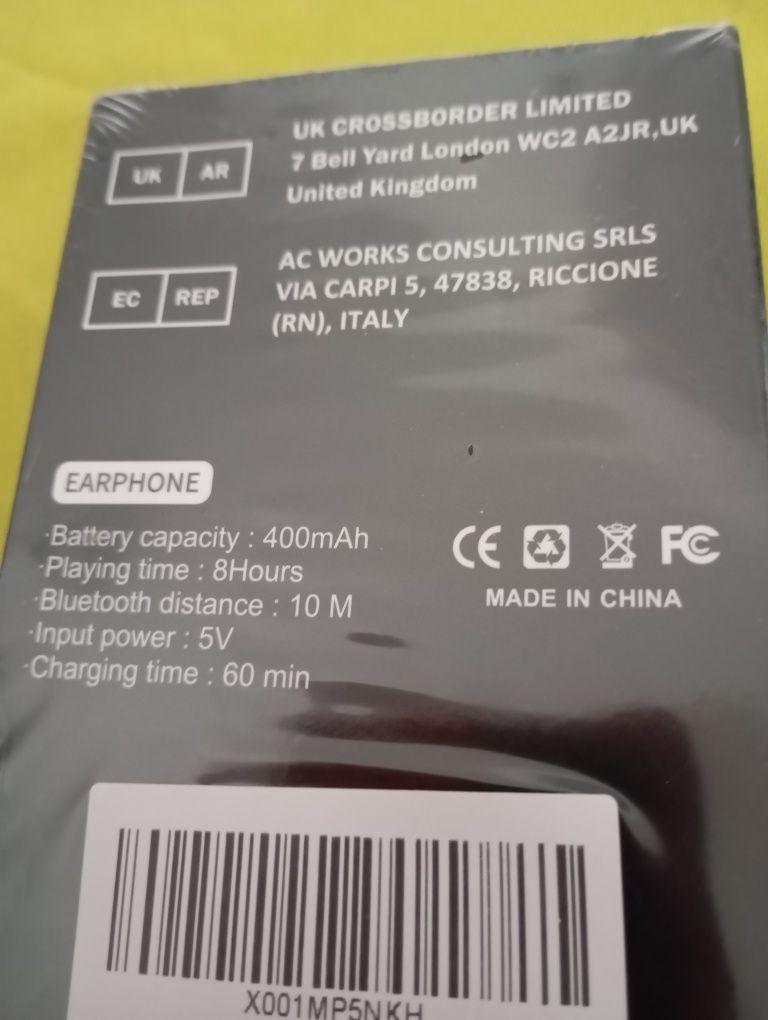 UK AR
UK CROSSBORDER LIMITED
7 Bell Yard London WC2 A2JR,UK
United Kingdom
EC REP
AC WORKS CONSULTING SRLS
VIA CARPI 5, 47838, RICCIONE
(RN), ITALY
EARPHONE
·Battery capacity : 400mAh
·Playing time : 8Hours
·Bluetooth distance : 10 M
·Input power : 5V
·Charging time : 60 min
CE FC
MADE IN CHINA
X001MP5NKH